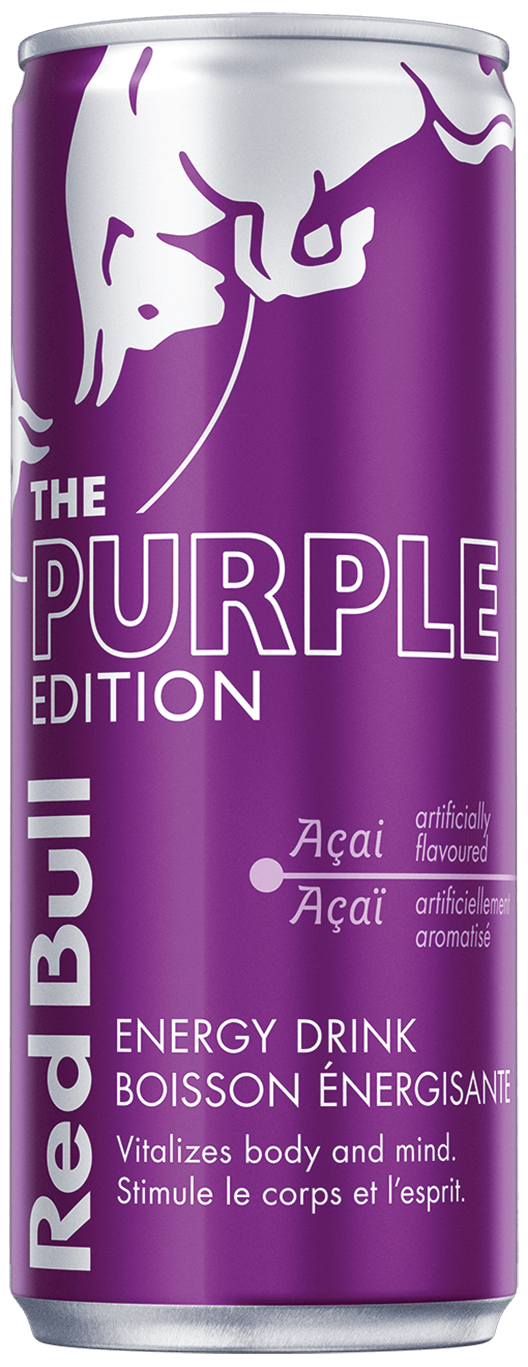 THE
PURPLE
EDITION
Red Bull
Açai
artificially
flavoured
Açaï
artificiellement
aromatisé
ENERGY DRINK
BOISSON ÉNERGISANTE
Vitalizes body and mind.
Stimule le corps et l'esprit.